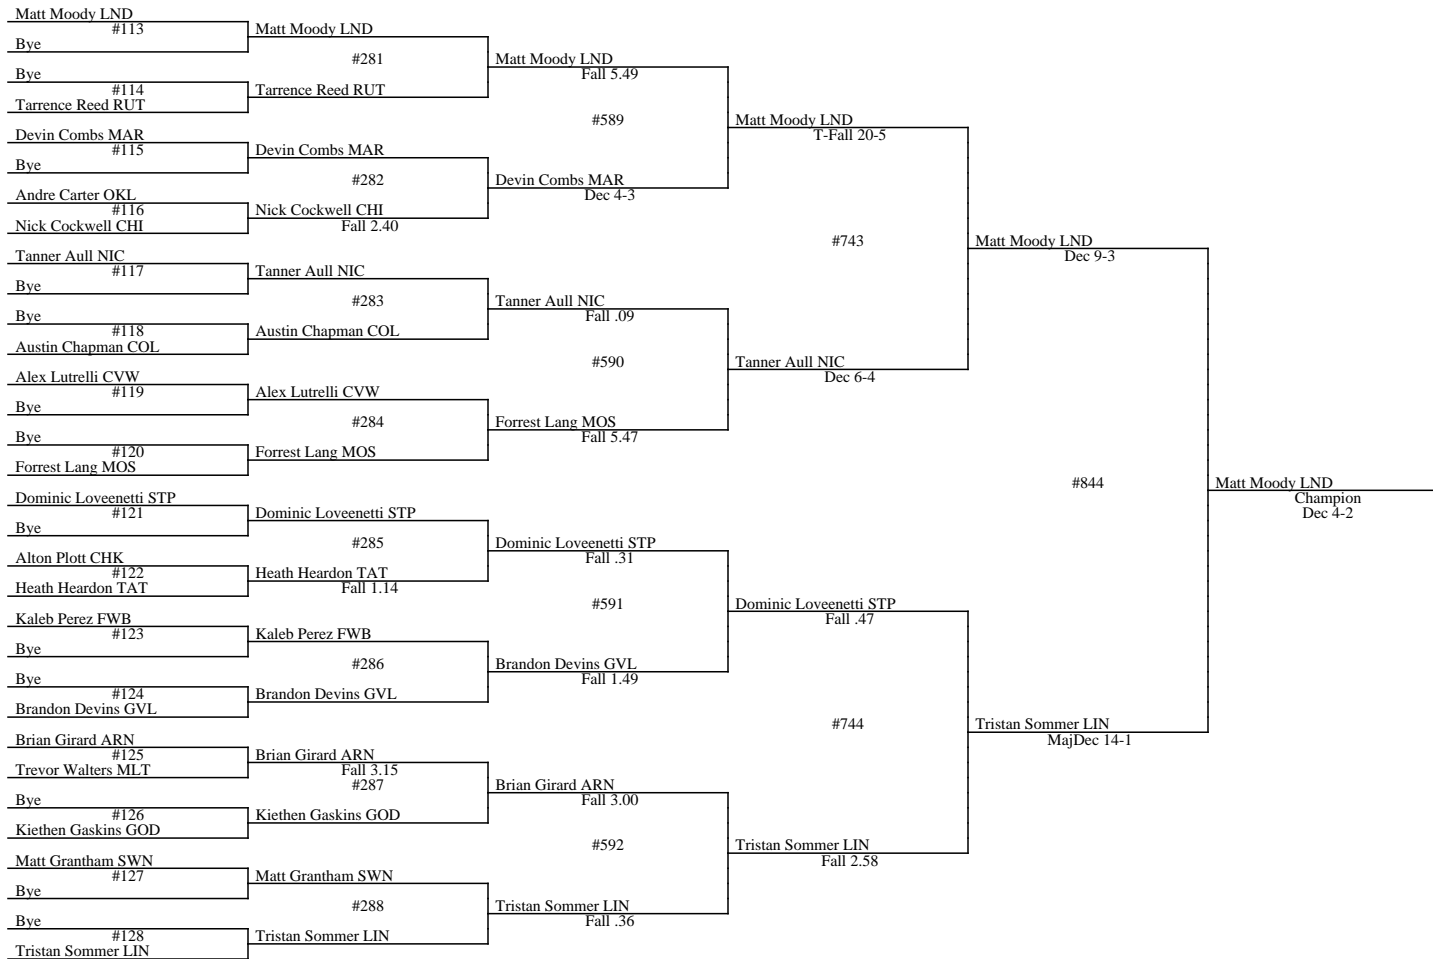 Matt Moody LND
#113
Bye
Matt Moody LND
#281
Bye
#114
Tarrence Reed RUT
Tarrence Reed RUT
Matt Moody LND
Fall 5.49
#589
Devin Combs MAR
#115
Bye
Devin Combs MAR
#282
Andre Carter OKL
#116
Nick Cockwell CHI
Nick Cockwell CHI
Fall 2.40
Devin Combs MAR
Dec 4-3
Matt Moody LND
T-Fall 20-5
#743
Tanner Aull NIC
#117
Bye
Tanner Aull NIC
#283
Bye
#118
Austin Chapman COL
Austin Chapman COL
Tanner Aull NIC
Fall .09
#590
Alex Lutrelli CVW
#119
Bye
Alex Lutrelli CVW
#284
Bye
#120
Forrest Lang MOS
Forrest Lang MOS
Forrest Lang MOS
Fall 5.47
Tanner Aull NIC
Dec 6-4
Matt Moody LND
Dec 9-3
#844
Dominic Loveenetti STP
#121
Bye
Dominic Loveenetti STP
#285
Alton Plott CHK
#122
Heath Heardon TAT
Heath Heardon TAT
Fall 1.14
Dominic Loveenetti STP
Fall .31
#591
Kaleb Perez FWB
#123
Bye
Kaleb Perez FWB
#286
Bye
#124
Brandon Devins GVL
Brandon Devins GVL
Brandon Devins GVL
Fall 1.49
Dominic Loveenetti STP
Fall .47
#744
Brian Girard ARN
#125
Trevor Walters MLT
Brian Girard ARN
Fall 3.15
#287
Bye
#126
Kiethen Gaskins GOD
Kiethen Gaskins GOD
Brian Girard ARN
Fall 3.00
#592
Matt Grantham SWN
#127
Bye
Matt Grantham SWN
#288
Bye
#128
Tristan Sommer LIN
Tristan Sommer LIN
Tristan Sommer LIN
Fall .36
Tristan Sommer LIN
Fall 2.58
Tristan Sommer LIN
MajDec 14-1
Matt Moody LND
Champion
Dec 4-2